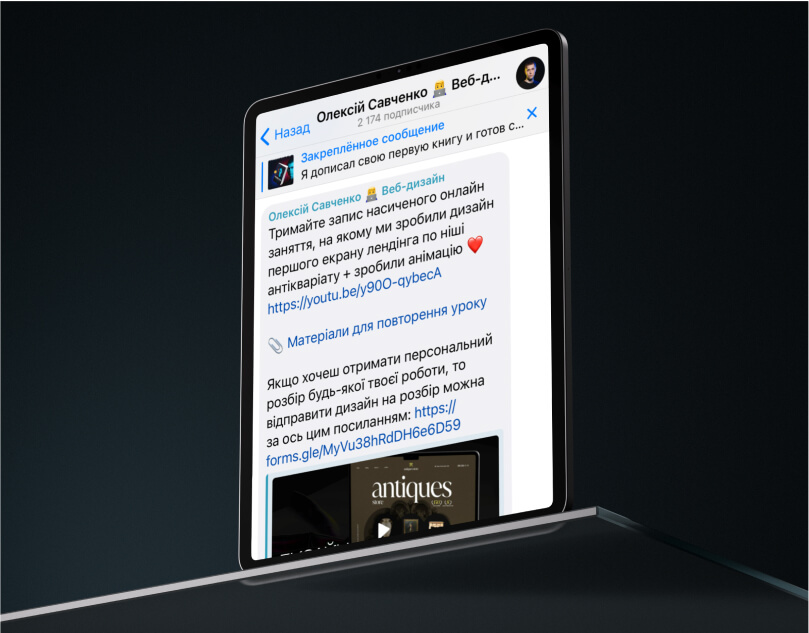 Назад
Олексій Савченко 👨‍💻 Веб-д...
2 174 подписчика
Закреплённое сообщение
Я дописал свою первую книгу и готов с...
Олексій Савченко 👨‍💻 Веб-дизайн
Тримайте запис насиченого онлайн
заняття, на якому ми зробили дизайн
першого екрану лендінга по ніші
антікваріату + зробили анімацію ❤️
https://youtu.be/y90O-qybecA
📎 Матеріали для повторення уроку
Якщо хочеш отримати персональний
розбір будь-якої твоєї роботи, то
відправити дизайн на розбір можна
за ось цим посиланням: https://
forms.gle/MyVu38hRdDH6e6D59
antiques